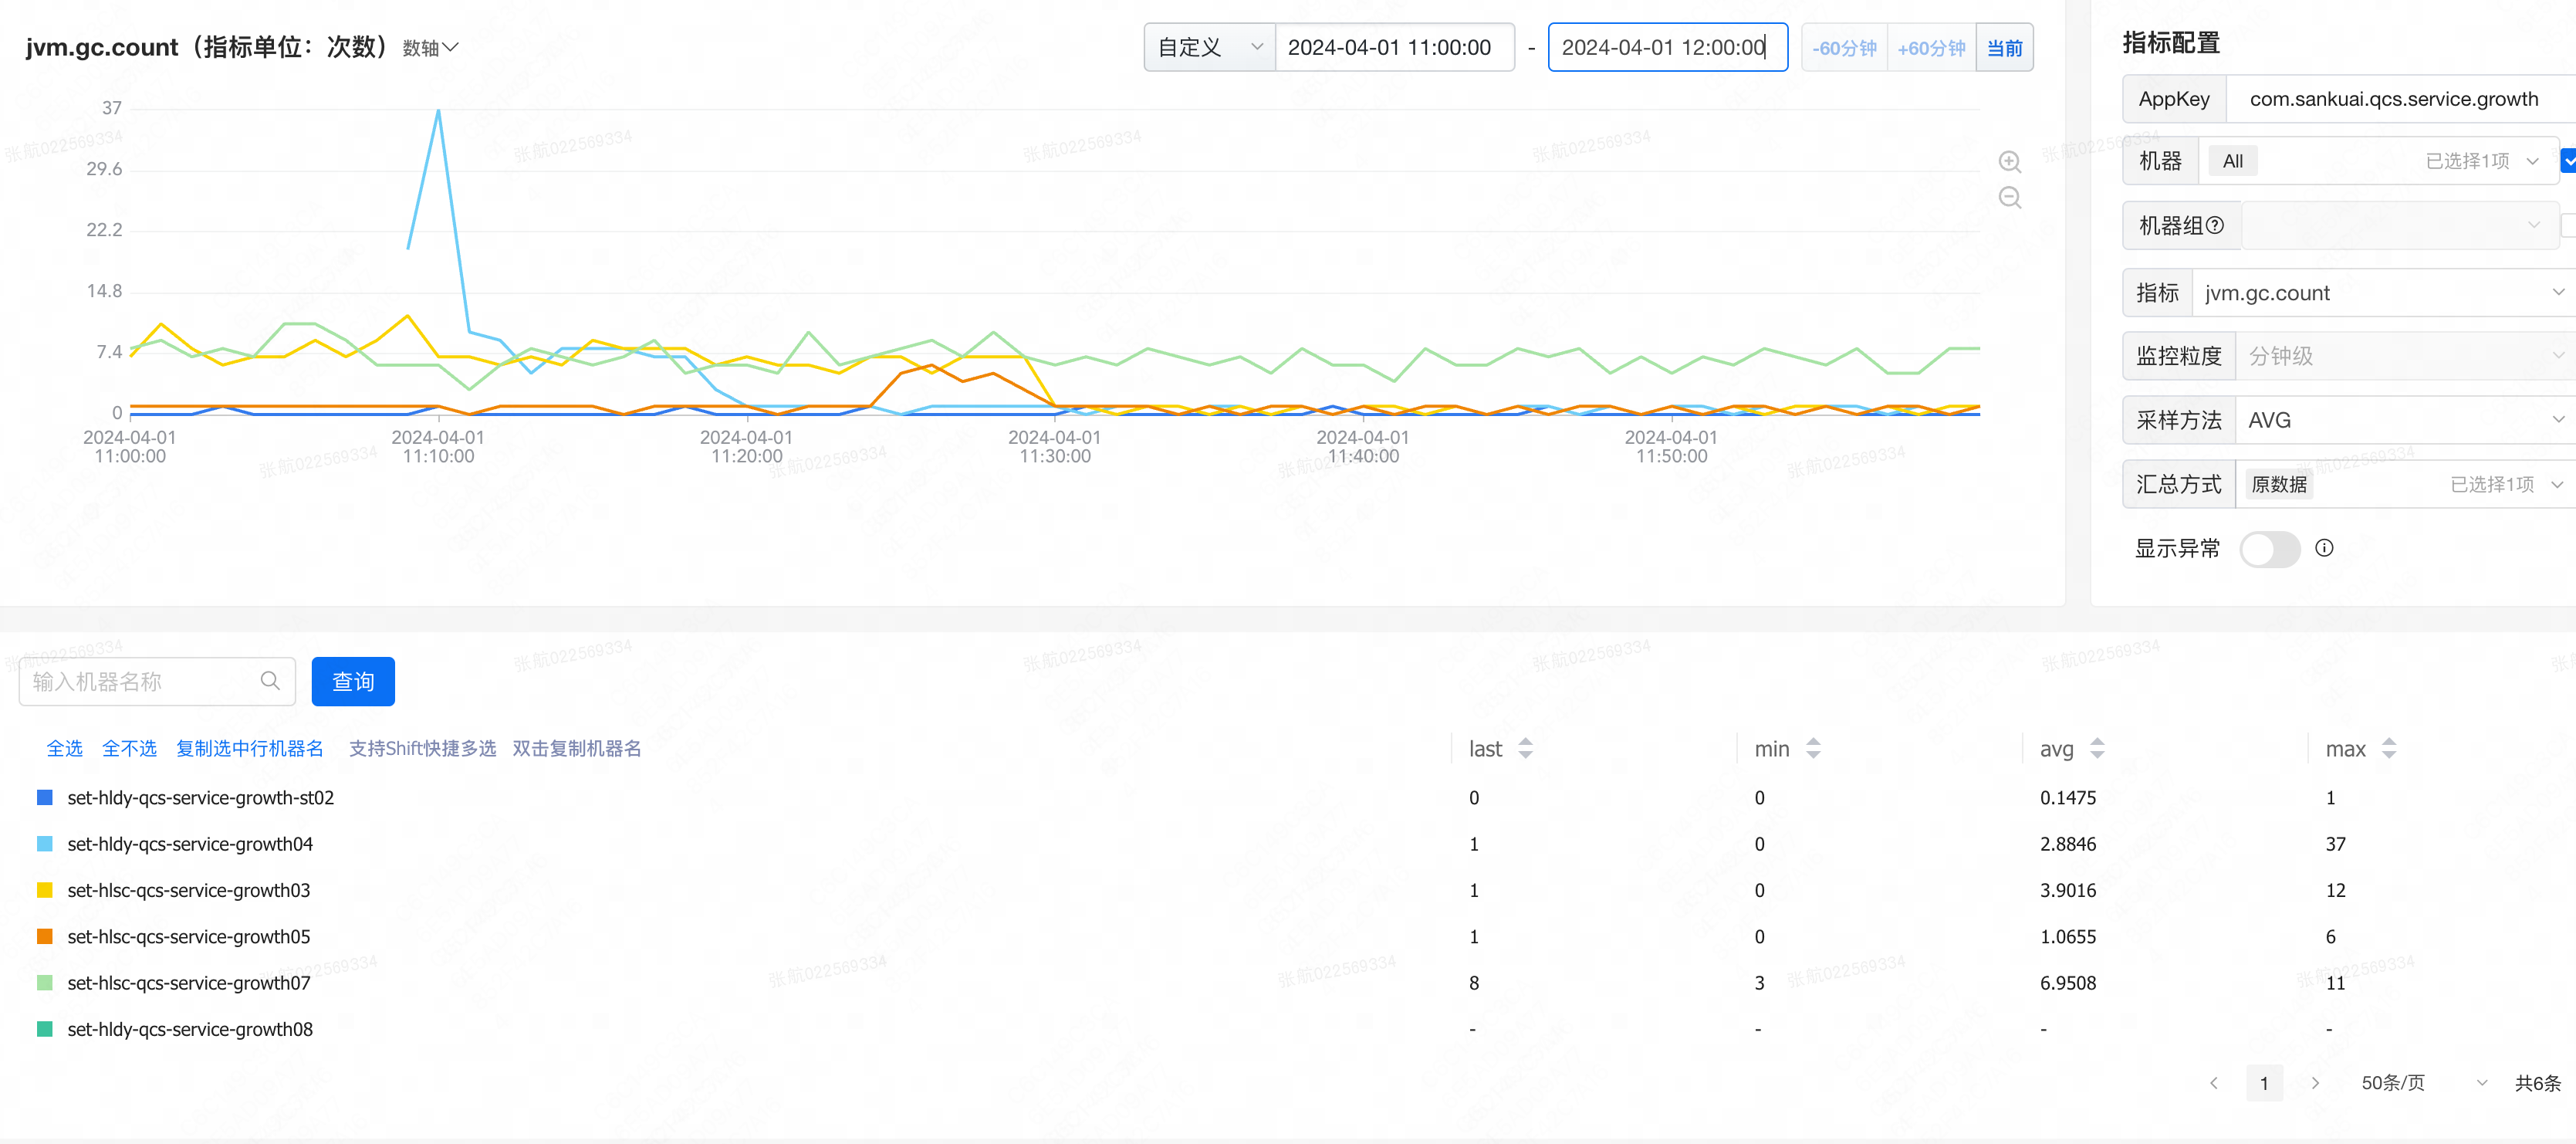 jvm.gc.count（指标单位：次数） 数轴
自定义 2024-04-01 11:00:00 - 2024-04-01 12:00:00 -60分钟 +60分钟 当前
37
29.6
22.2
14.8
7.4
0
2024-04-01 11:00:00
2024-04-01 11:10:00
2024-04-01 11:20:00
2024-04-01 11:30:00
2024-04-01 11:40:00
2024-04-01 11:50:00
指标配置
AppKey com.sankuai.qcs.service.growth
机器 All 已选择1项
机器组
指标 jvm.gc.count
监控粒度 分钟级
采样方法 AVG
汇总方式 原数据 已选择1项
显示异常
输入机器名称 查询
全选 全不选 复制选中行机器名 支持Shift快捷多选 双击复制机器名 last min avg max
set-hldy-qcs-service-growth-st02 0 0 0.1475 1
set-hldy-qcs-service-growth04 1 0 2.8846 37
set-hlsc-qcs-service-growth03 1 0 3.9016 12
set-hlsc-qcs-service-growth05 1 0 1.0655 6
set-hlsc-qcs-service-growth07 8 3 6.9508 11
set-hldy-qcs-service-growth08 - - - -
1 50条/页 共6条
张航022569334